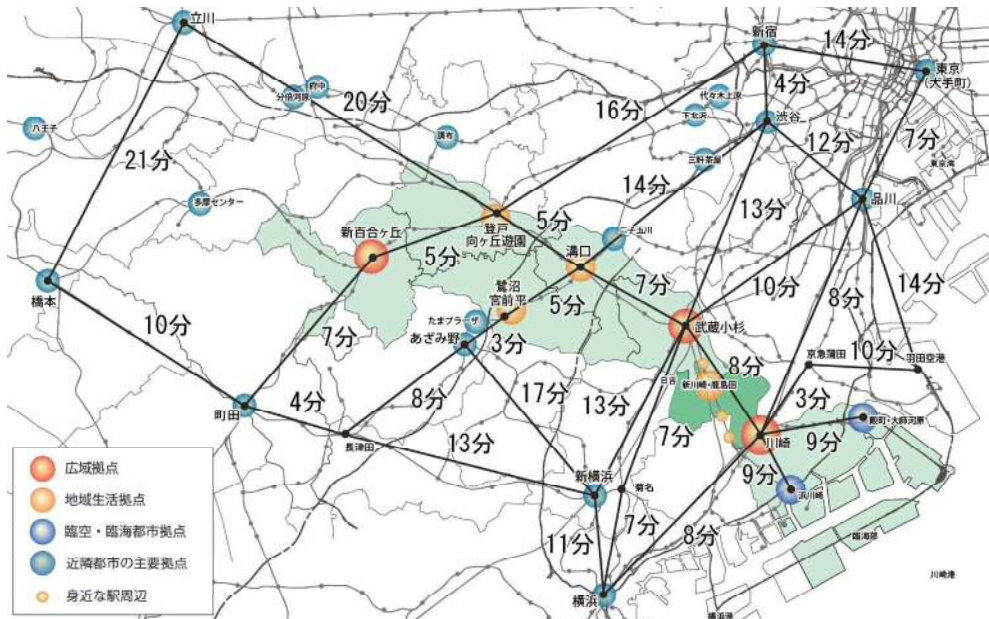 立川
新宿
14分
東京
(大手町)
府中
分倍河原
代々木上原
4分
20分
16分
下北沢
渋谷
八王子
調布
12分
7分
三軒茶屋
東京湾
21分
14分
多摩センター
13分
品川
登戸
向ヶ丘遊園
5分
新百合ヶ丘
二子玉川
5分
溝口
橋本
鷺沼
宮前平
7分
10分
14分
5分
8分
10分
7分
たまプラーザ
あざみ野
3分
武蔵小杉
京急蒲田
10分
羽田空港
日吉
8分
新川崎・鹿島田
4分
8分
17分
13分
3分
町田
殿町・大師河原
7分
川崎
9分
長津田
13分
広域拠点
9分
新横浜
菊名
浜川崎
地域生活拠点
臨空・臨海都市拠点
7分
8分
臨海部
11分
近隣都市の主要拠点
川崎港
身近な駅周辺
横浜
横浜港